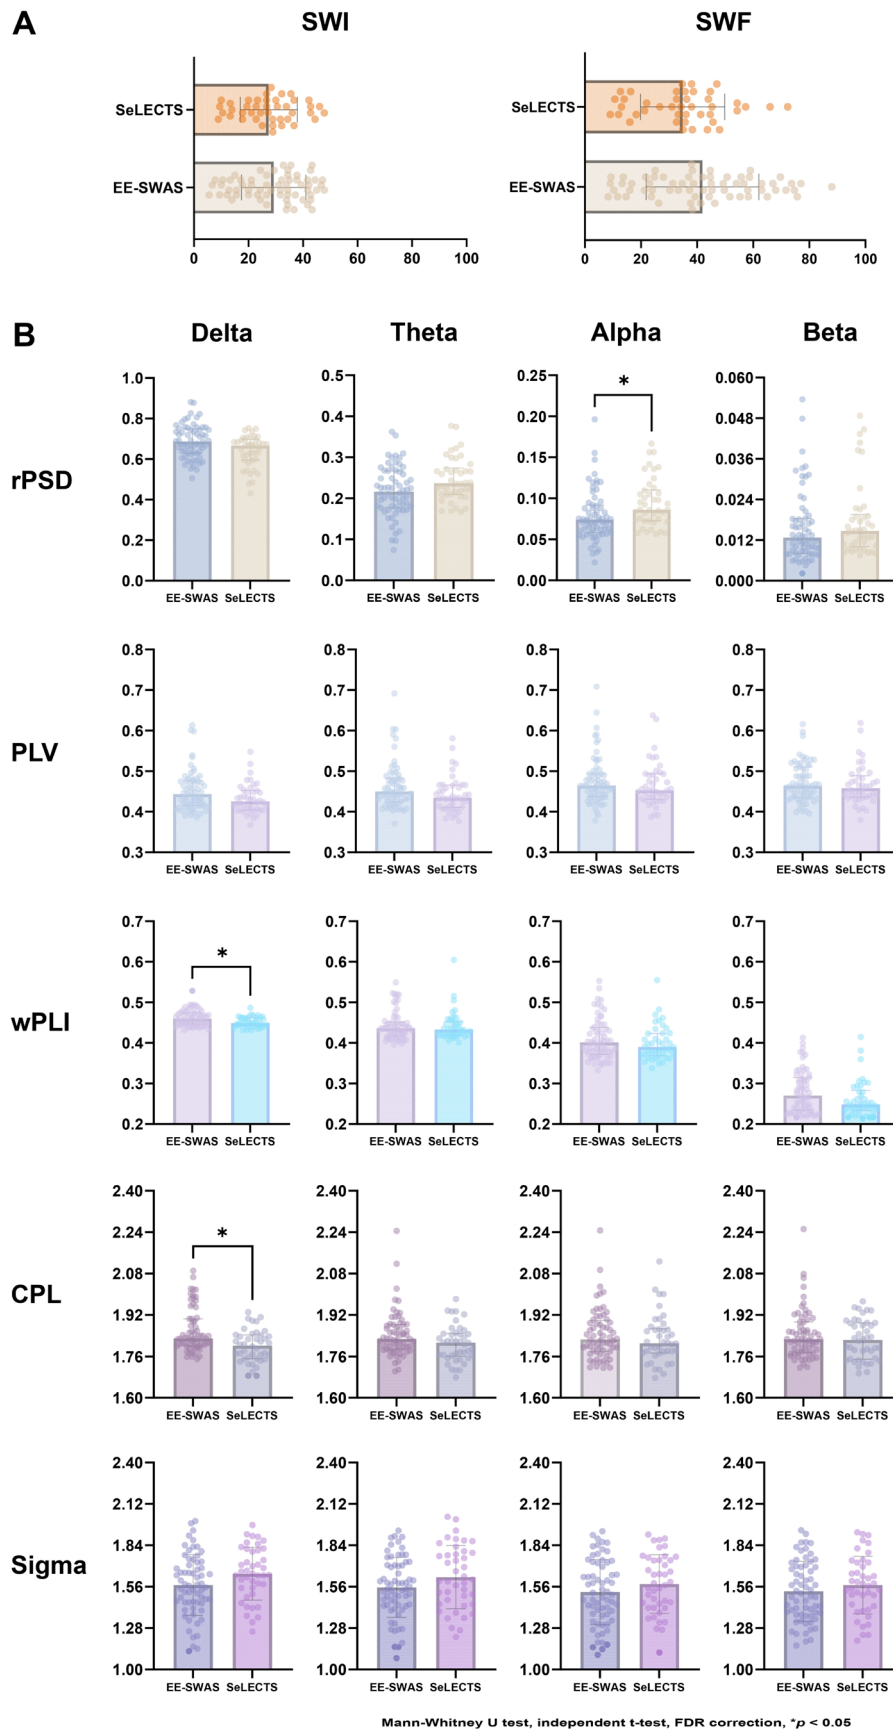 A
SWI SWF
SeLECTS SeLECTS
EE-SWAS EE-SWAS
0 20 40 60 80 100 0 20 40 60 80 100
B
Delta Theta Alpha Beta
rPSD
1.0 0.8 0.6 0.4 0.2 0.0
0.5 0.4 0.3 0.2 0.1 0.0
0.25 0.20 0.15 0.10 0.05 0.00
*
0.060 0.048 0.036 0.024 0.012 0.000
EE-SWAS SeLECTS EE-SWAS SeLECTS EE-SWAS SeLECTS EE-SWAS SeLECTS
PLV
0.8 0.7 0.6 0.5 0.4 0.3
0.8 0.7 0.6 0.5 0.4 0.3
0.8 0.7 0.6 0.5 0.4 0.3
0.8 0.7 0.6 0.5 0.4 0.3
EE-SWAS SeLECTS EE-SWAS SeLECTS EE-SWAS SeLECTS EE-SWAS SeLECTS
wPLI
0.7 0.6 0.5 0.4 0.3 0.2
*
0.7 0.6 0.5 0.4 0.3 0.2
0.7 0.6 0.5 0.4 0.3 0.2
0.7 0.6 0.5 0.4 0.3 0.2
EE-SWAS SeLECTS EE-SWAS SeLECTS EE-SWAS SeLECTS EE-SWAS SeLECTS
CPL
2.40 2.24 2.08 1.92 1.76 1.60
*
2.40 2.24 2.08 1.92 1.76 1.60
2.40 2.24 2.08 1.92 1.76 1.60
2.40 2.24 2.08 1.92 1.76 1.60
EE-SWAS SeLECTS EE-SWAS SeLECTS EE-SWAS SeLECTS EE-SWAS SeLECTS
Sigma
2.40 2.12 1.84 1.56 1.28 1.00
2.40 2.12 1.84 1.56 1.28 1.00
2.40 2.12 1.84 1.56 1.28 1.00
2.40 2.12 1.84 1.56 1.28 1.00
EE-SWAS SeLECTS EE-SWAS SeLECTS EE-SWAS SeLECTS EE-SWAS SeLECTS
Mann-Whitney U test, independent t-test, FDR correction, *p < 0.05